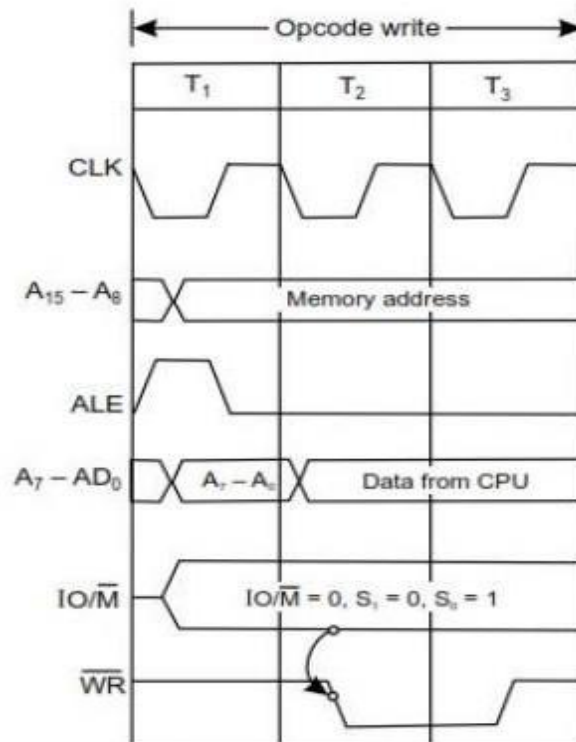 Opcode write
T₁ T₂ T₃
CLK
A₁₅ – A₈ Memory address
ALE
A₇ – AD₀ A₇ – A₀ Data from CPU
IO/M̅ IO/M̅ = 0, S₁ = 0, S₀ = 1
W̅R̅